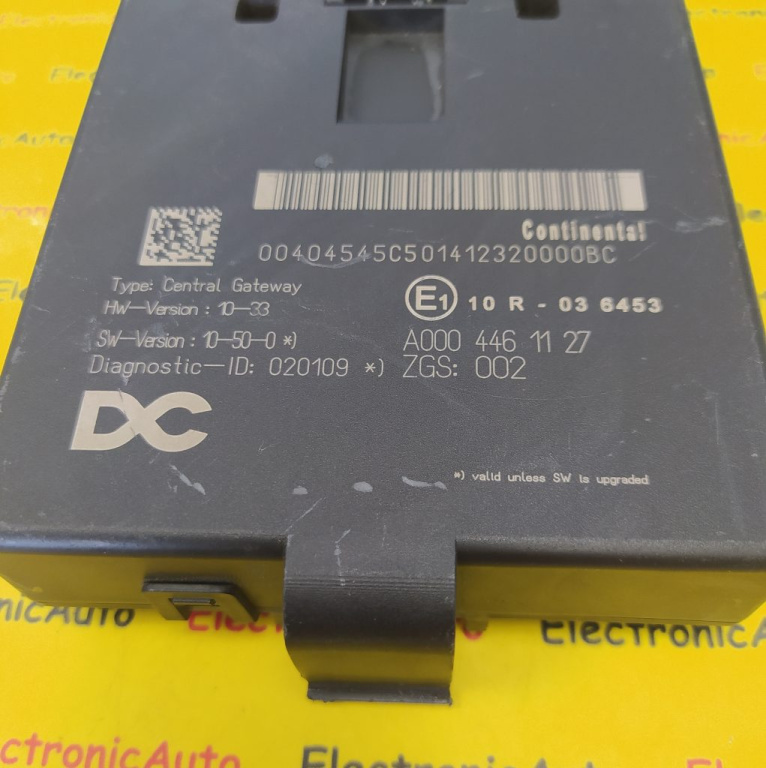 Continental
00404545C501412320000BC
Type: Central Gateway
HW-Version : 10-33
E1 10 R - 03 6453
SW-Version : 10-50-0 *)
A000 446 11 27
Diagnostic-ID: 020109 *)
ZGS: 002
DC
*) valid unless SW is upgraded
ElectronicAuto
ElectronicAuto
ctronicAuto